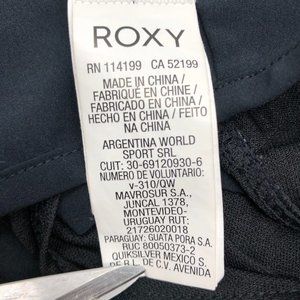 ROXY
RN 114199 CA 52199
MADE IN CHINA /
FABRIQUÉ EN CHINE /
FABRICADO EN CHINA /
HECHO EN CHINA / FEITO
NA CHINA
ARGENTINA WORLD
SPORT SRL
CUIT: 30-69120930-6
NUMERO DE VOLUNTARIO:
v-310/QW
MAVROSUR S.A.,
JUNCAL 1378,
MONTEVIDEO-
URUGUAY RUT:
217726020018
PARAGUAY: GUATA PORA S.A.
RUC 80050373-2
QUIKSILVER MEXICO S.
DE R.L. DE C.V. AVENIDA